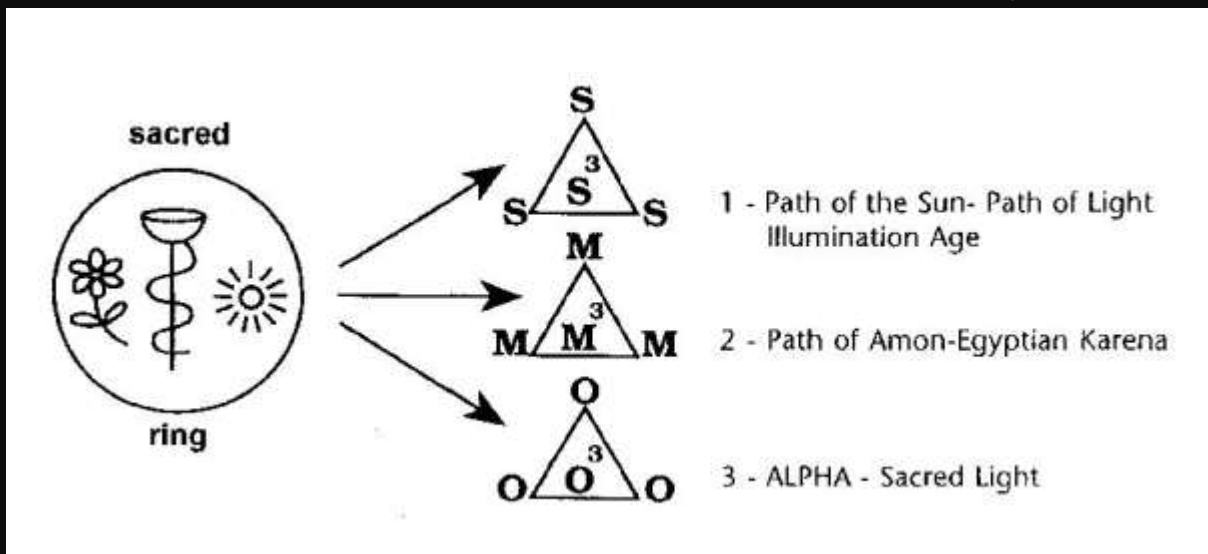 sacred
ring
S
S³
S S
M
M³
M M
O
O³
O O
1 - Path of the Sun- Path of Light
Illumination Age
2 - Path of Amon-Egyptian Karena
3 - ALPHA - Sacred Light